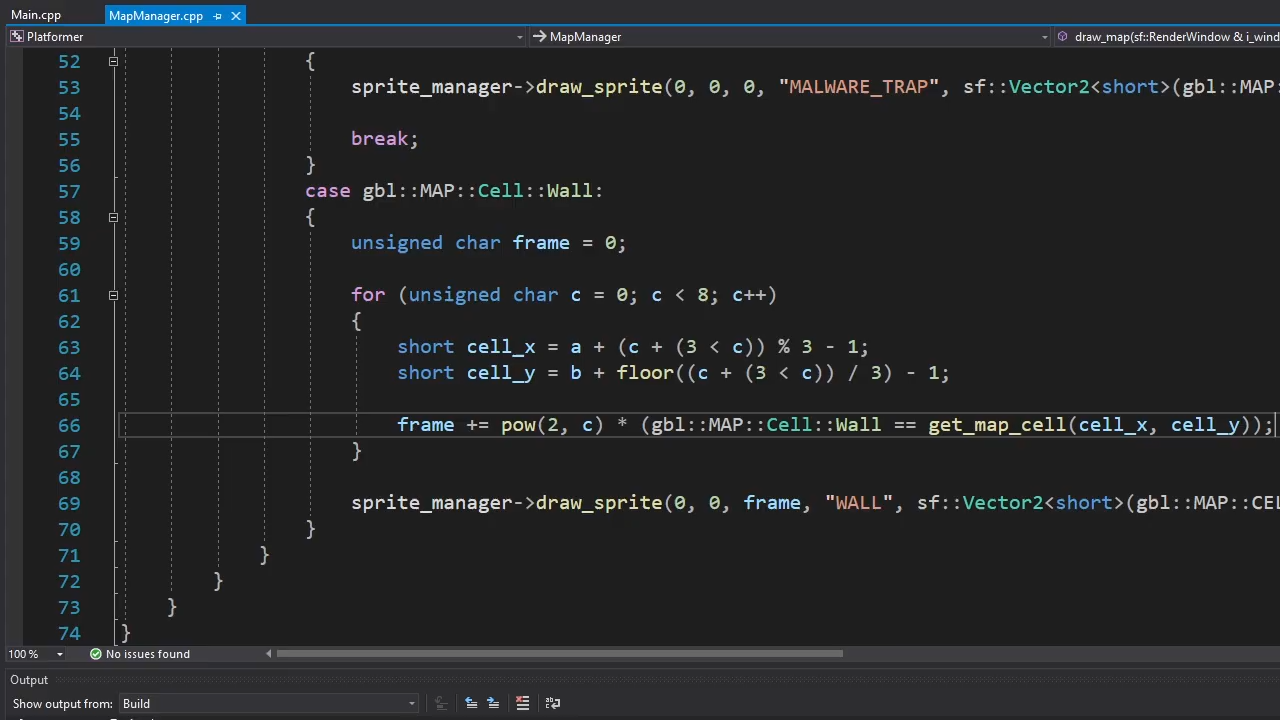 Main.cpp
MapManager.cpp
Platformer
MapManager
draw_map(sf::RenderWindow & i_wind
52 {
53 sprite_manager->draw_sprite(0, 0, 0, "MALWARE_TRAP", sf::Vector2<short>(gbl::MAP:
54
55 break;
56 }
57 case gbl::MAP::Cell::Wall:
58 {
59 unsigned char frame = 0;
60
61 for (unsigned char c = 0; c < 8; c++)
62 {
63 short cell_x = a + (c + (3 < c)) % 3 - 1;
64 short cell_y = b + floor((c + (3 < c)) / 3) - 1;
65
66 frame += pow(2, c) * (gbl::MAP::Cell::Wall == get_map_cell(cell_x, cell_y));
67 }
68
69 sprite_manager->draw_sprite(0, 0, frame, "WALL", sf::Vector2<short>(gbl::MAP::CEL
70 }
71 }
72 }
73 }
74 }
100 %
No issues found
Output
Show output from: Build